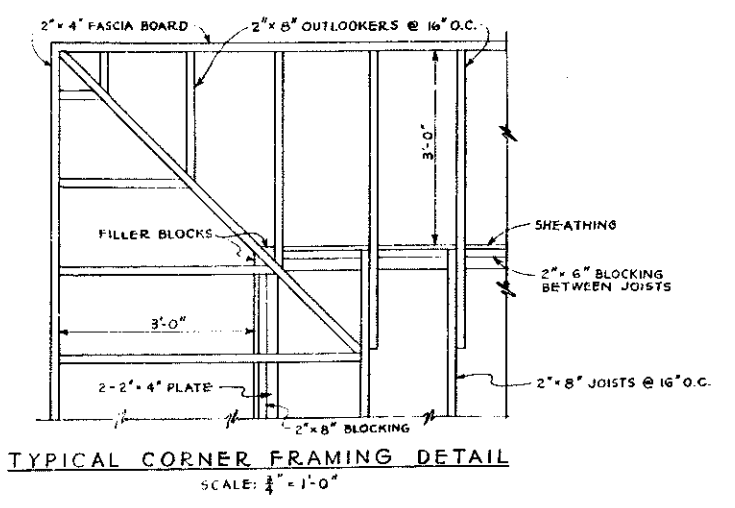 2"x 4" FASCIA BOARD
2"x 8" OUTLOOKERS @ 16" O.C.
3'-0"
FILLER BLOCKS
SHEATHING
2"x 6" BLOCKING
BETWEEN JOISTS
3'-0"
2-2"x 4" PLATE
2"x 8" JOISTS @ 16" O.C.
2"x 8" BLOCKING
TYPICAL CORNER FRAMING DETAIL
SCALE: 3/4" = 1'-0"